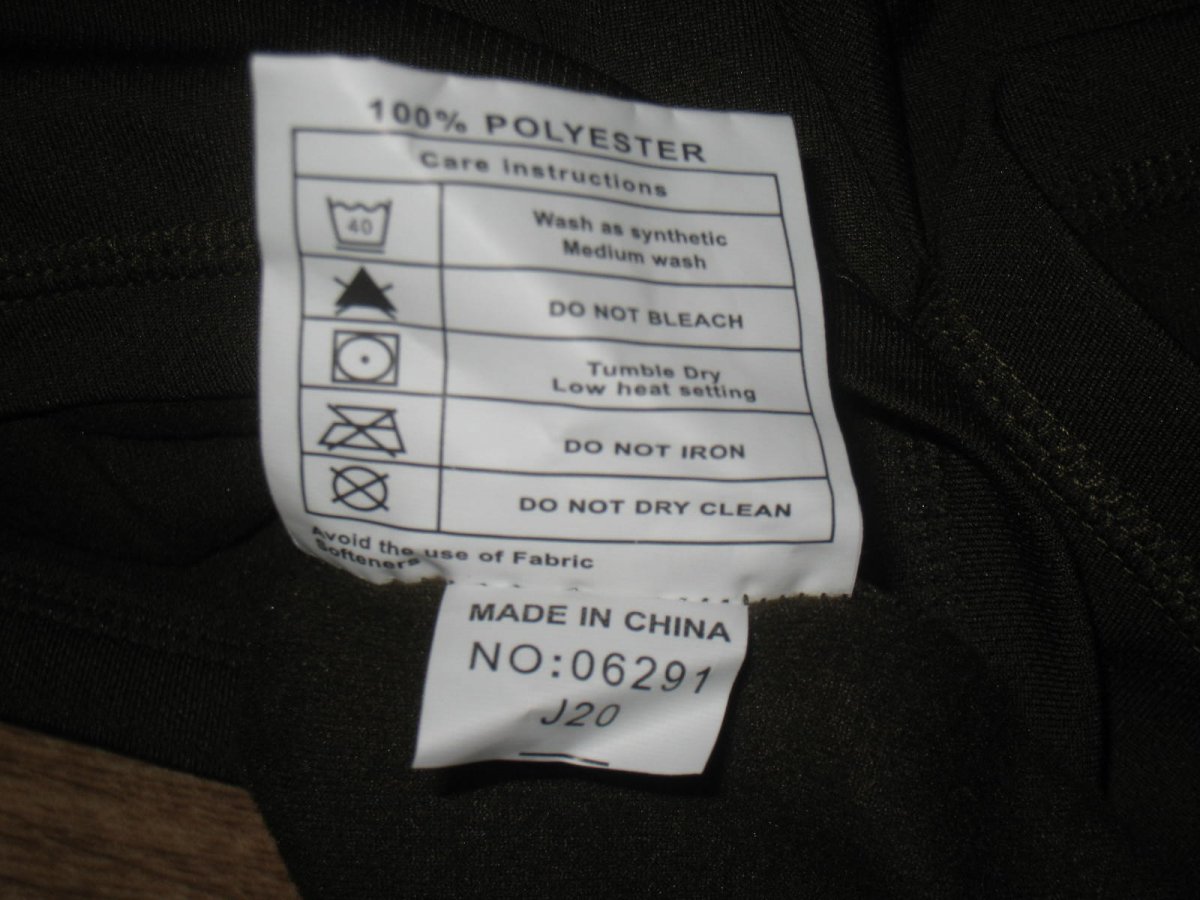 100% POLYESTER
Care Instructions
40
Wash as synthetic
Medium wash
DO NOT BLEACH
Tumble Dry
Low heat setting
DO NOT IRON
DO NOT DRY CLEAN
Avoid the use of Fabric
Softeners
MADE IN CHINA
NO:06291
J20